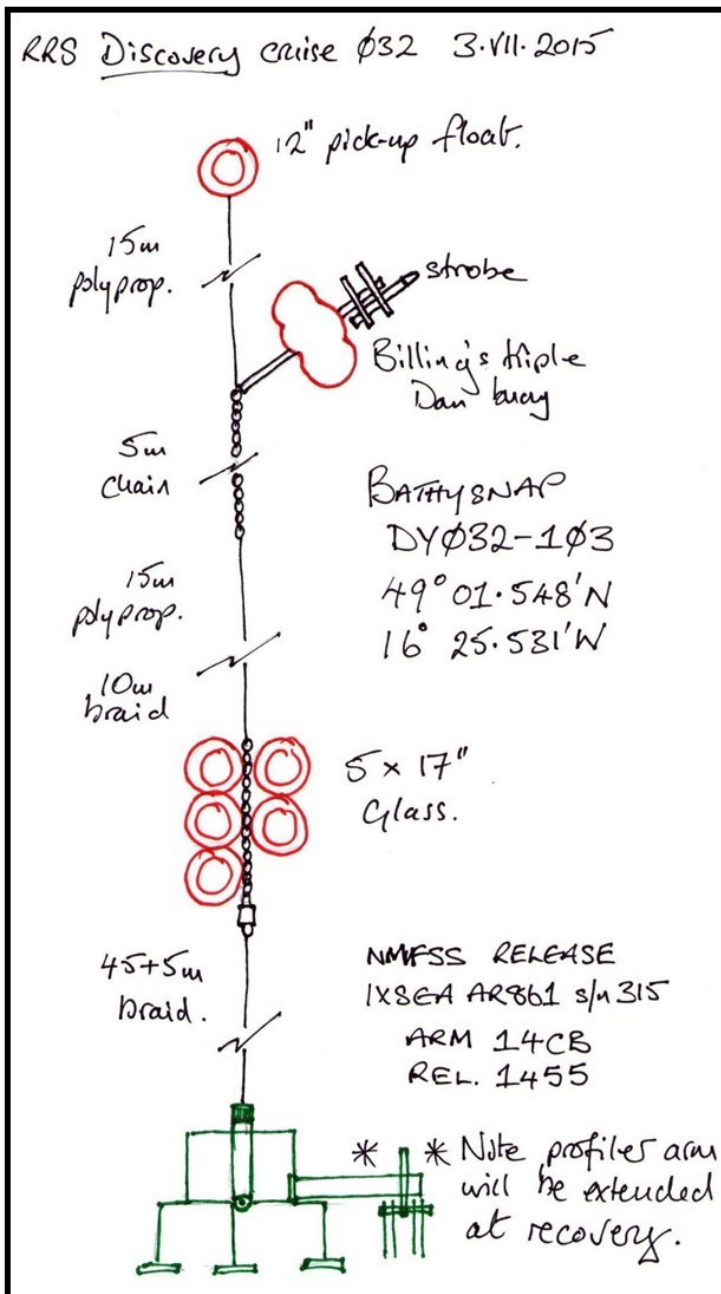 RRS Discovery cruise Ø32 3.VII.2015
12" pick-up float.
15m
polyprop.
strobe
Billing's triple
Dan buoy
5m
chain
BATHYSNAP
DYØ32-1Ø3
49° 01.548'N
16° 25.531'W
15m
polyprop.
10m
braid
5 x 17"
Glass.
45+5m
braid.
NMFSS RELEASE
IXSEA AR861 s/n 315
ARM 14CB
REL. 1455
* * Note profiler arm
will be extended
at recovery.